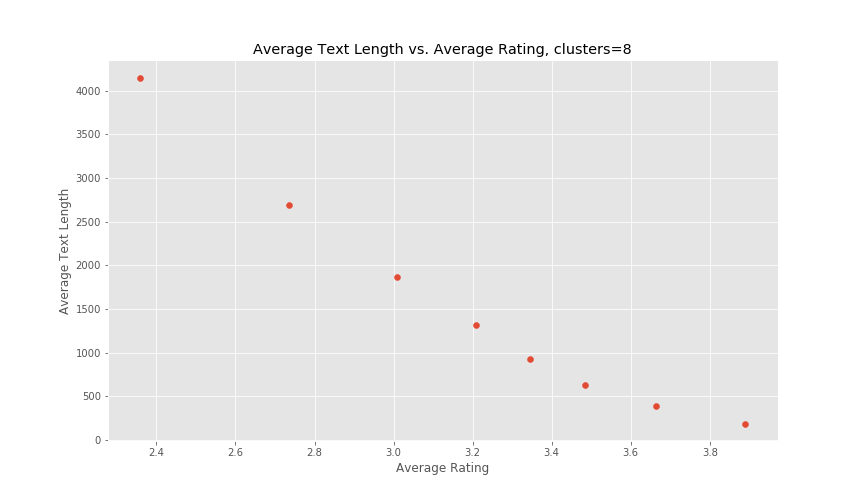 Average Text Length vs. Average Rating, clusters=8
Average Text Length
4000
3500
3000
2500
2000
1500
1000
500
0
2.4 2.6 2.8 3.0 3.2 3.4 3.6 3.8
Average Rating